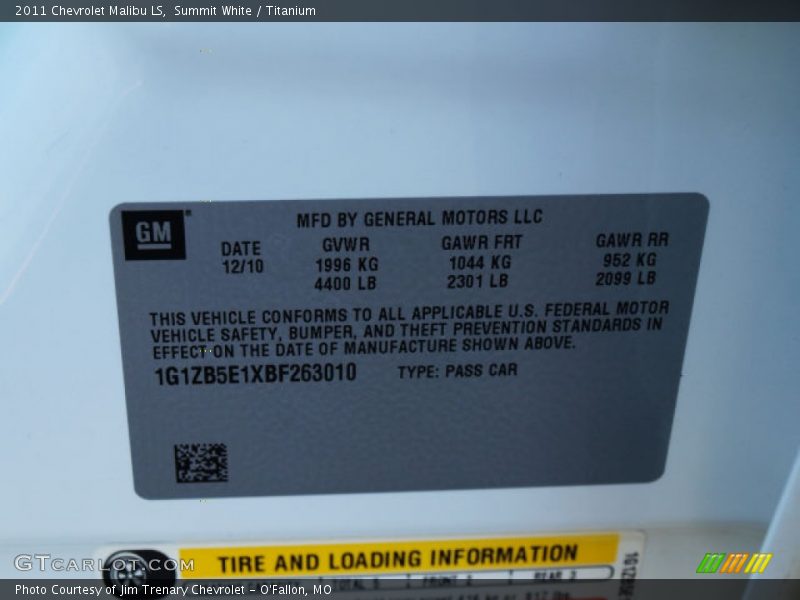 2011 Chevrolet Malibu LS, Summit White / Titanium
GM
MFD BY GENERAL MOTORS LLC
DATE GVWR GAWR FRT GAWR RR
12/10 1996 KG 1044 KG 952 KG
4400 LB 2301 LB 2099 LB
THIS VEHICLE CONFORMS TO ALL APPLICABLE U.S. FEDERAL MOTOR
VEHICLE SAFETY, BUMPER, AND THEFT PREVENTION STANDARDS IN
EFFECT ON THE DATE OF MANUFACTURE SHOWN ABOVE.
1G1ZB5E1XBF263010 TYPE: PASS CAR
TIRE AND LOADING INFORMATION
GTcarlot.com
Photo Courtesy of Jim Trenary Chevrolet - O'Fallon, MO